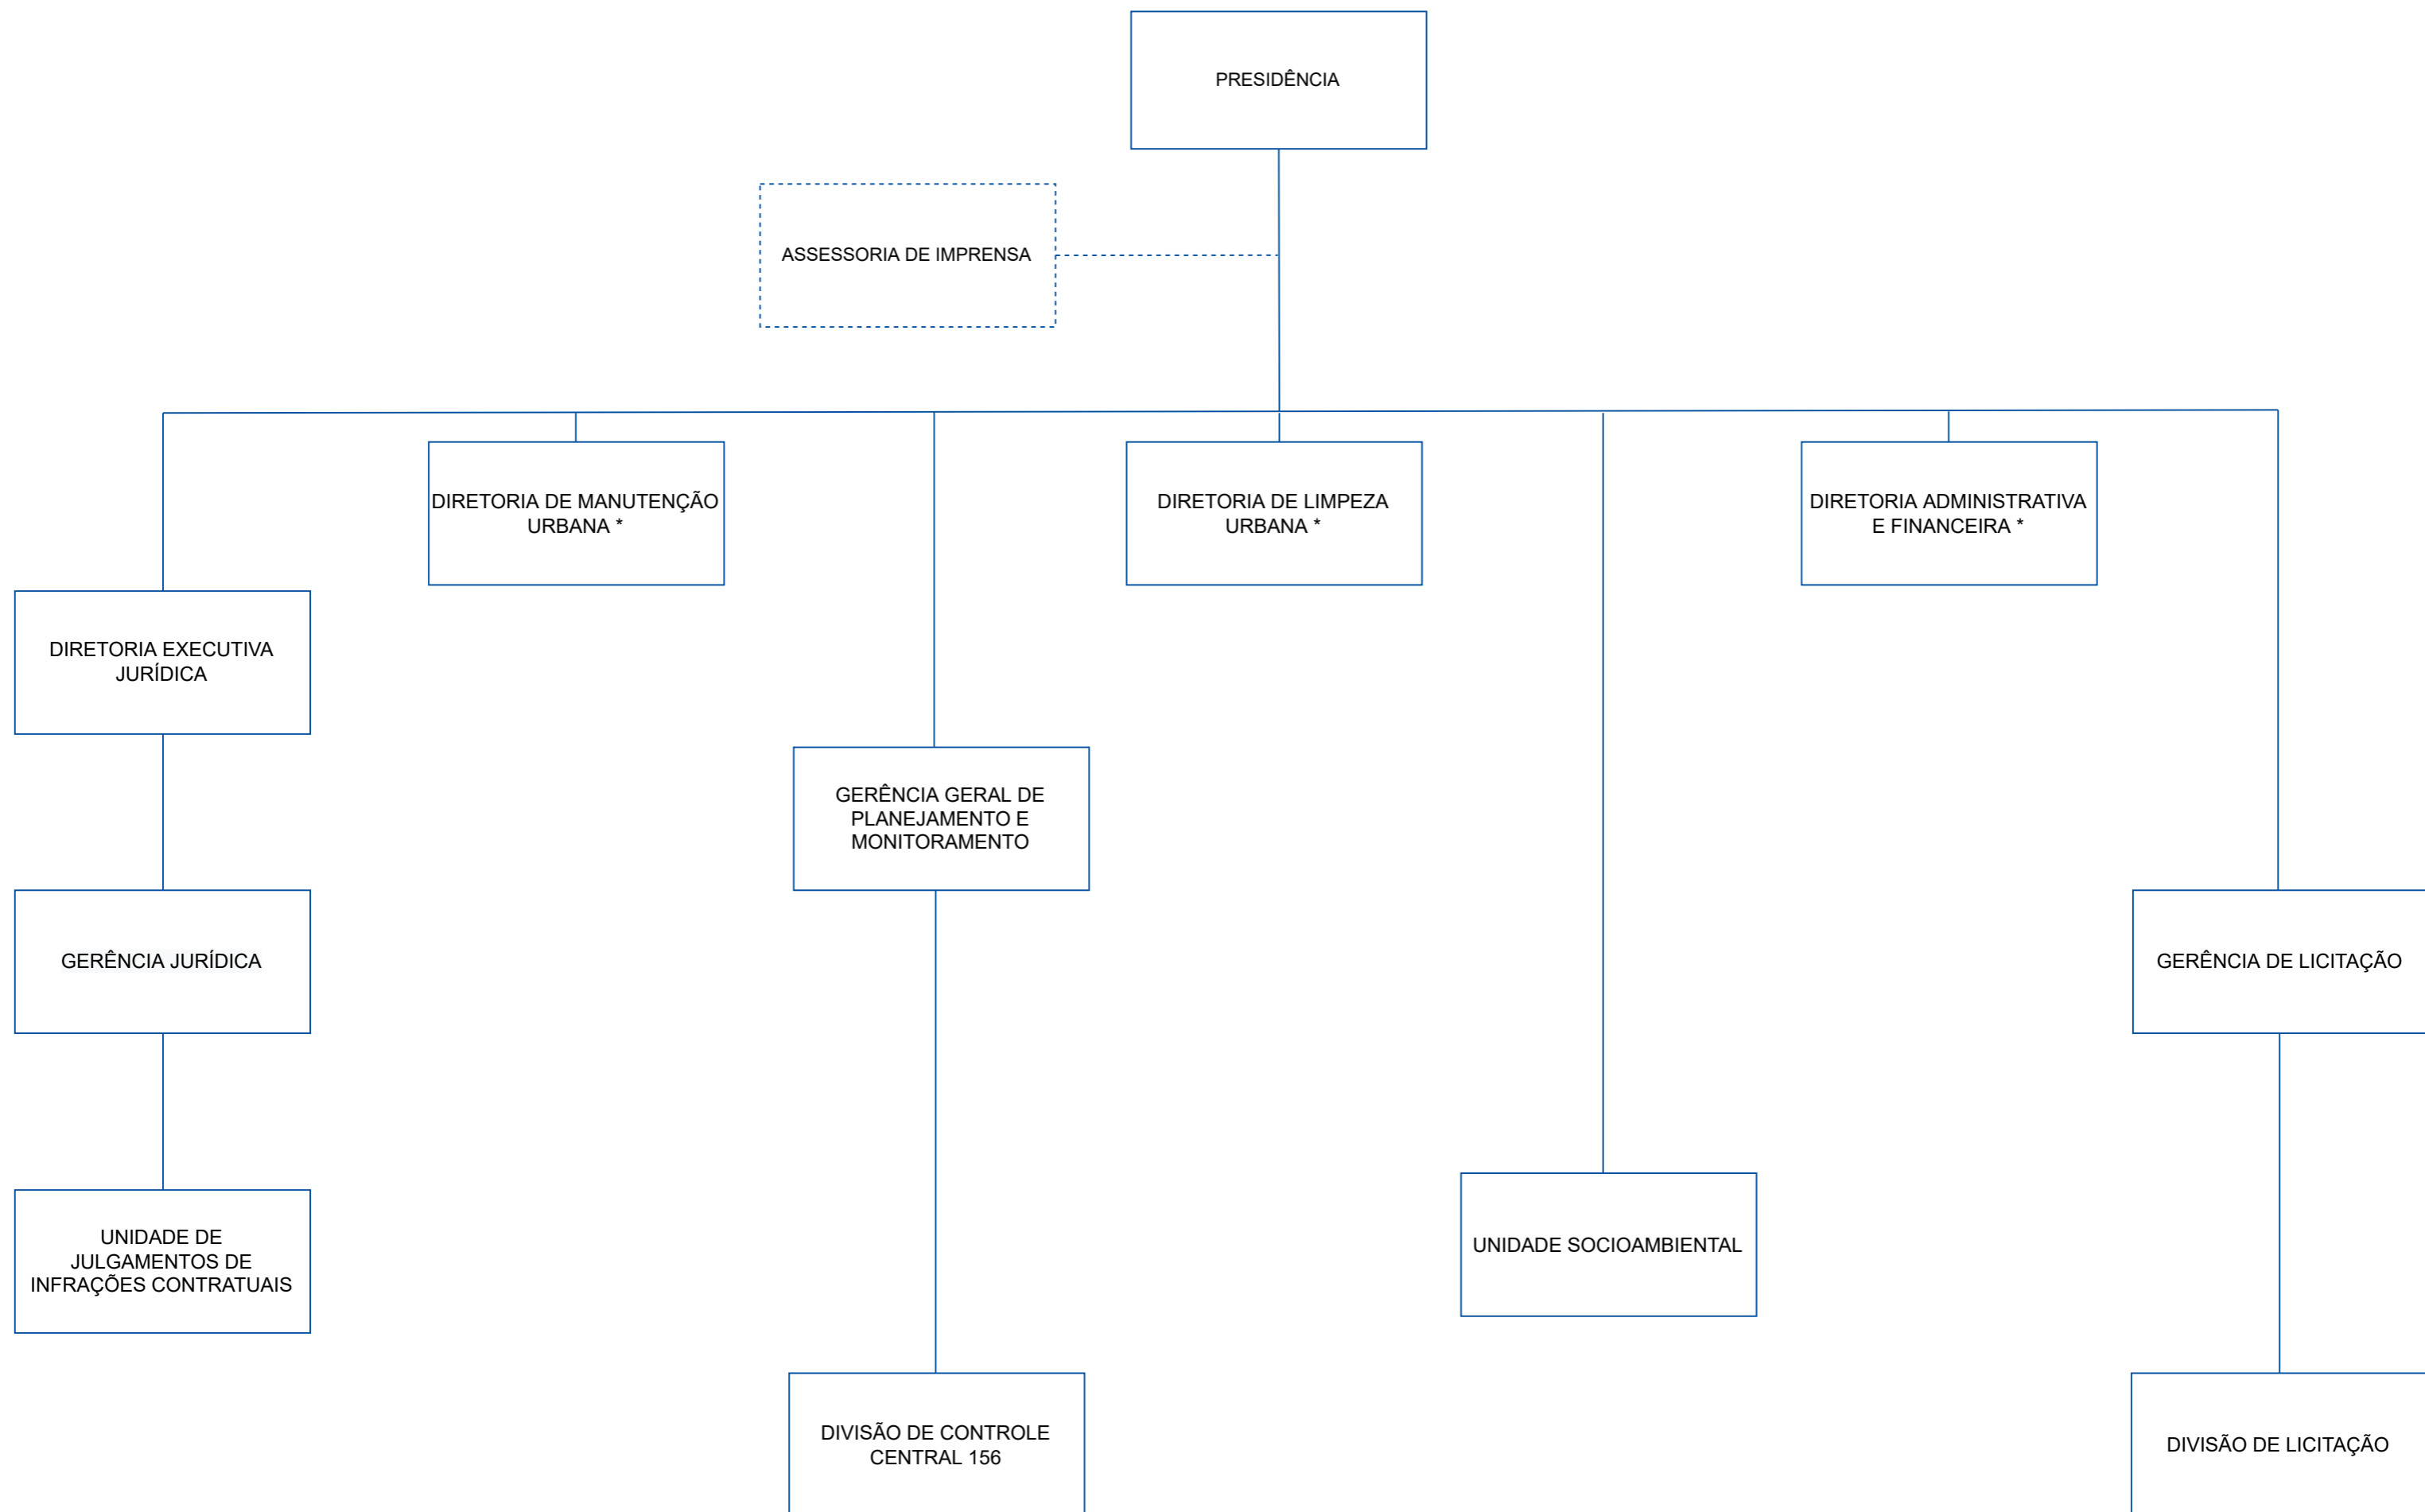 PRESIDÊNCIA
ASSESSORIA DE IMPRENSA
DIRETORIA DE MANUTENÇÃO
URBANA *
DIRETORIA DE LIMPEZA
URBANA *
DIRETORIA ADMINISTRATIVA
E FINANCEIRA *
DIRETORIA EXECUTIVA
JURÍDICA
GERÊNCIA GERAL DE
PLANEJAMENTO E
MONITORAMENTO
GERÊNCIA JURÍDICA
GERÊNCIA DE LICITAÇÃO
UNIDADE DE
JULGAMENTOS DE
INFRAÇÕES CONTRATUAIS
UNIDADE SOCIOAMBIENTAL
DIVISÃO DE CONTROLE
CENTRAL 156
DIVISÃO DE LICITAÇÃO